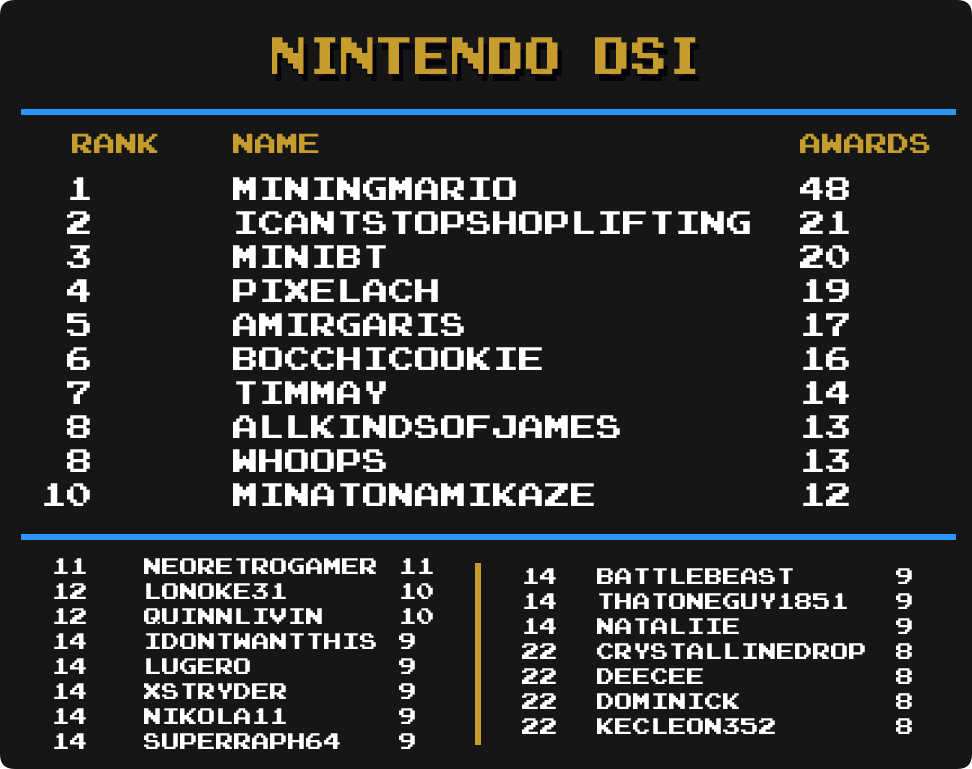 NINTENDO DSI
RANK NAME AWARDS
1 MININGMARIO 48
2 ICANTSTOPSHOPLIFTING 21
3 MINIBT 20
4 PIXELACH 19
5 AMIRGARIS 17
6 BOCCHICOOKIE 16
7 TIMMAY 14
8 ALLKINDSOFJAMES 13
8 WHOOPS 13
10 MINATONAMIKAZE 12
11 NEORETROGAMER 11
12 LONOKE31 10
12 QUINNLIVIN 10
14 IDONTWANTTHIS 9
14 LUGERO 9
14 XSTRYDER 9
14 NIKOLA11 9
14 SUPERRAPH64 9
14 BATTLEBEAST 9
14 THATONEGUY1851 9
14 NATALIIE 9
22 CRYSTALLINEDROP 8
22 DEECEE 8
22 DOMINICK 8
22 KECLEON352 8